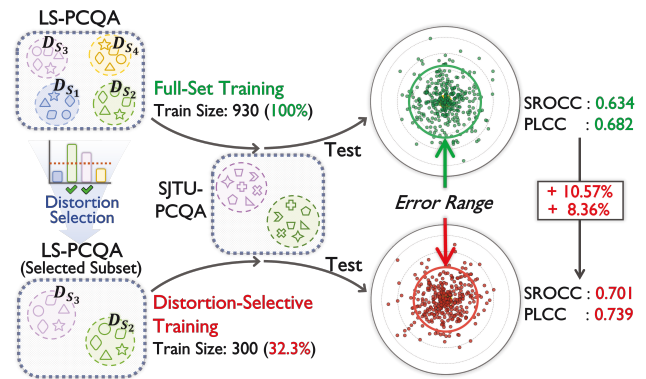 LS-PCQA
D_S3
D_S4
D_S1
D_S2
Full-Set Training
Train Size: 930 (100%)
Test
SROCC : 0.634
PLCC : 0.682
Distortion
Selection
SJTU-
PCQA
Error Range
+ 10.57%
+ 8.36%
LS-PCQA
(Selected Subset)
D_S3
D_S2
Distortion-Selective
Training
Train Size: 300 (32.3%)
Test
SROCC : 0.701
PLCC : 0.739